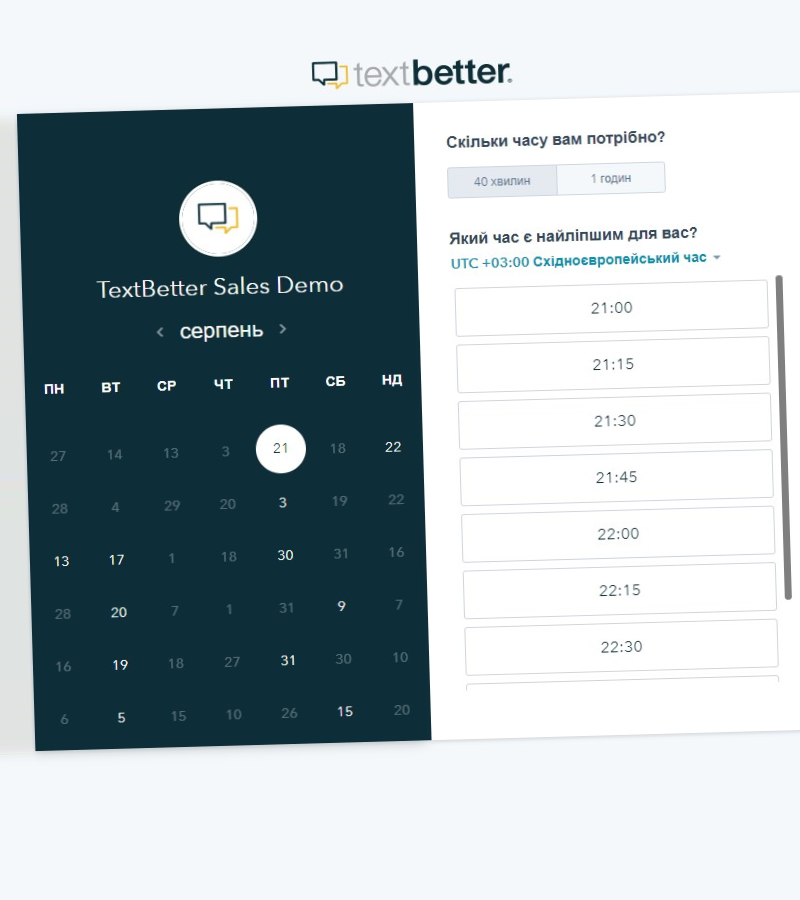 textbetter.
TextBetter Sales Demo
‹ серпень ›
ПН ВТ СР ЧТ ПТ СБ НД
27 14 13 3 21 18 22
28 4 29 20 3 19 22
13 17 1 18 30 31 16
28 20 7 1 31 9 7
16 19 18 27 31 30 10
6 5 15 10 26 15 20
Скільки часу вам потрібно?
40 хвилин 1 годин
Який час є найліпшим для вас?
UTC +03:00 Східноєвропейський час
21:00
21:15
21:30
21:45
22:00
22:15
22:30